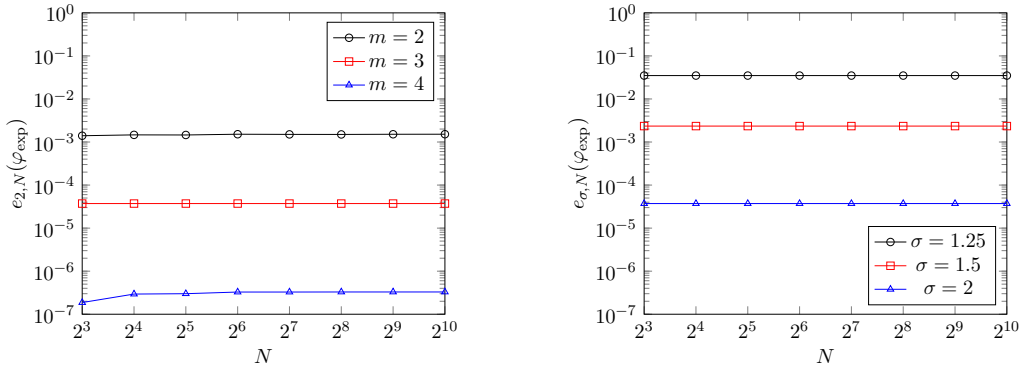 10^0
10^{-1}
10^{-2}
10^{-3}
10^{-4}
10^{-5}
10^{-6}
10^{-7}
e_{2,N}(φ_exp)
m = 2
m = 3
m = 4
2^3 2^4 2^5 2^6 2^7 2^8 2^9 2^{10}
N
10^0
10^{-1}
10^{-2}
10^{-3}
10^{-4}
10^{-5}
10^{-6}
10^{-7}
e_{σ,N}(φ_exp)
σ = 1.25
σ = 1.5
σ = 2
2^3 2^4 2^5 2^6 2^7 2^8 2^9 2^{10}
N